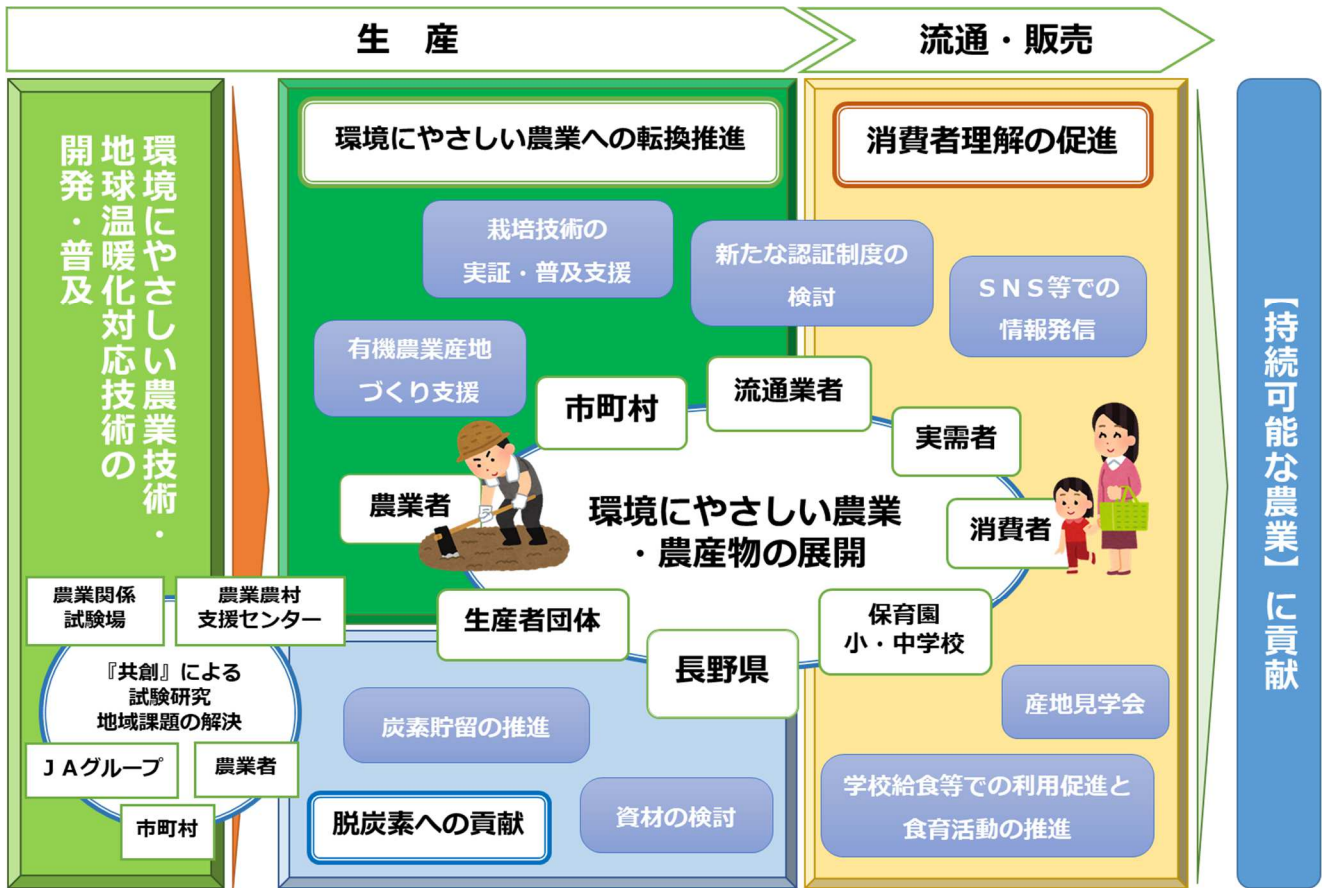 生　産
流通・販売
環境にやさしい農業技術・
地球温暖化対応技術の
開発・普及
農業関係
試験場
農業農村
支援センター
『共創』による
試験研究
地域課題の解決
ＪＡグループ
農業者
市町村
環境にやさしい農業への転換推進
栽培技術の
実証・普及支援
新たな認証制度の
検討
有機農業産地
づくり支援
消費者理解の促進
ＳＮＳ等での
情報発信
市町村
流通業者
実需者
農業者
環境にやさしい農業
・農産物の展開
消費者
生産者団体
長野県
保育園
小・中学校
炭素貯留の推進
脱炭素への貢献
資材の検討
産地見学会
学校給食等での利用促進と
食育活動の推進
【持続可能な農業】に貢献